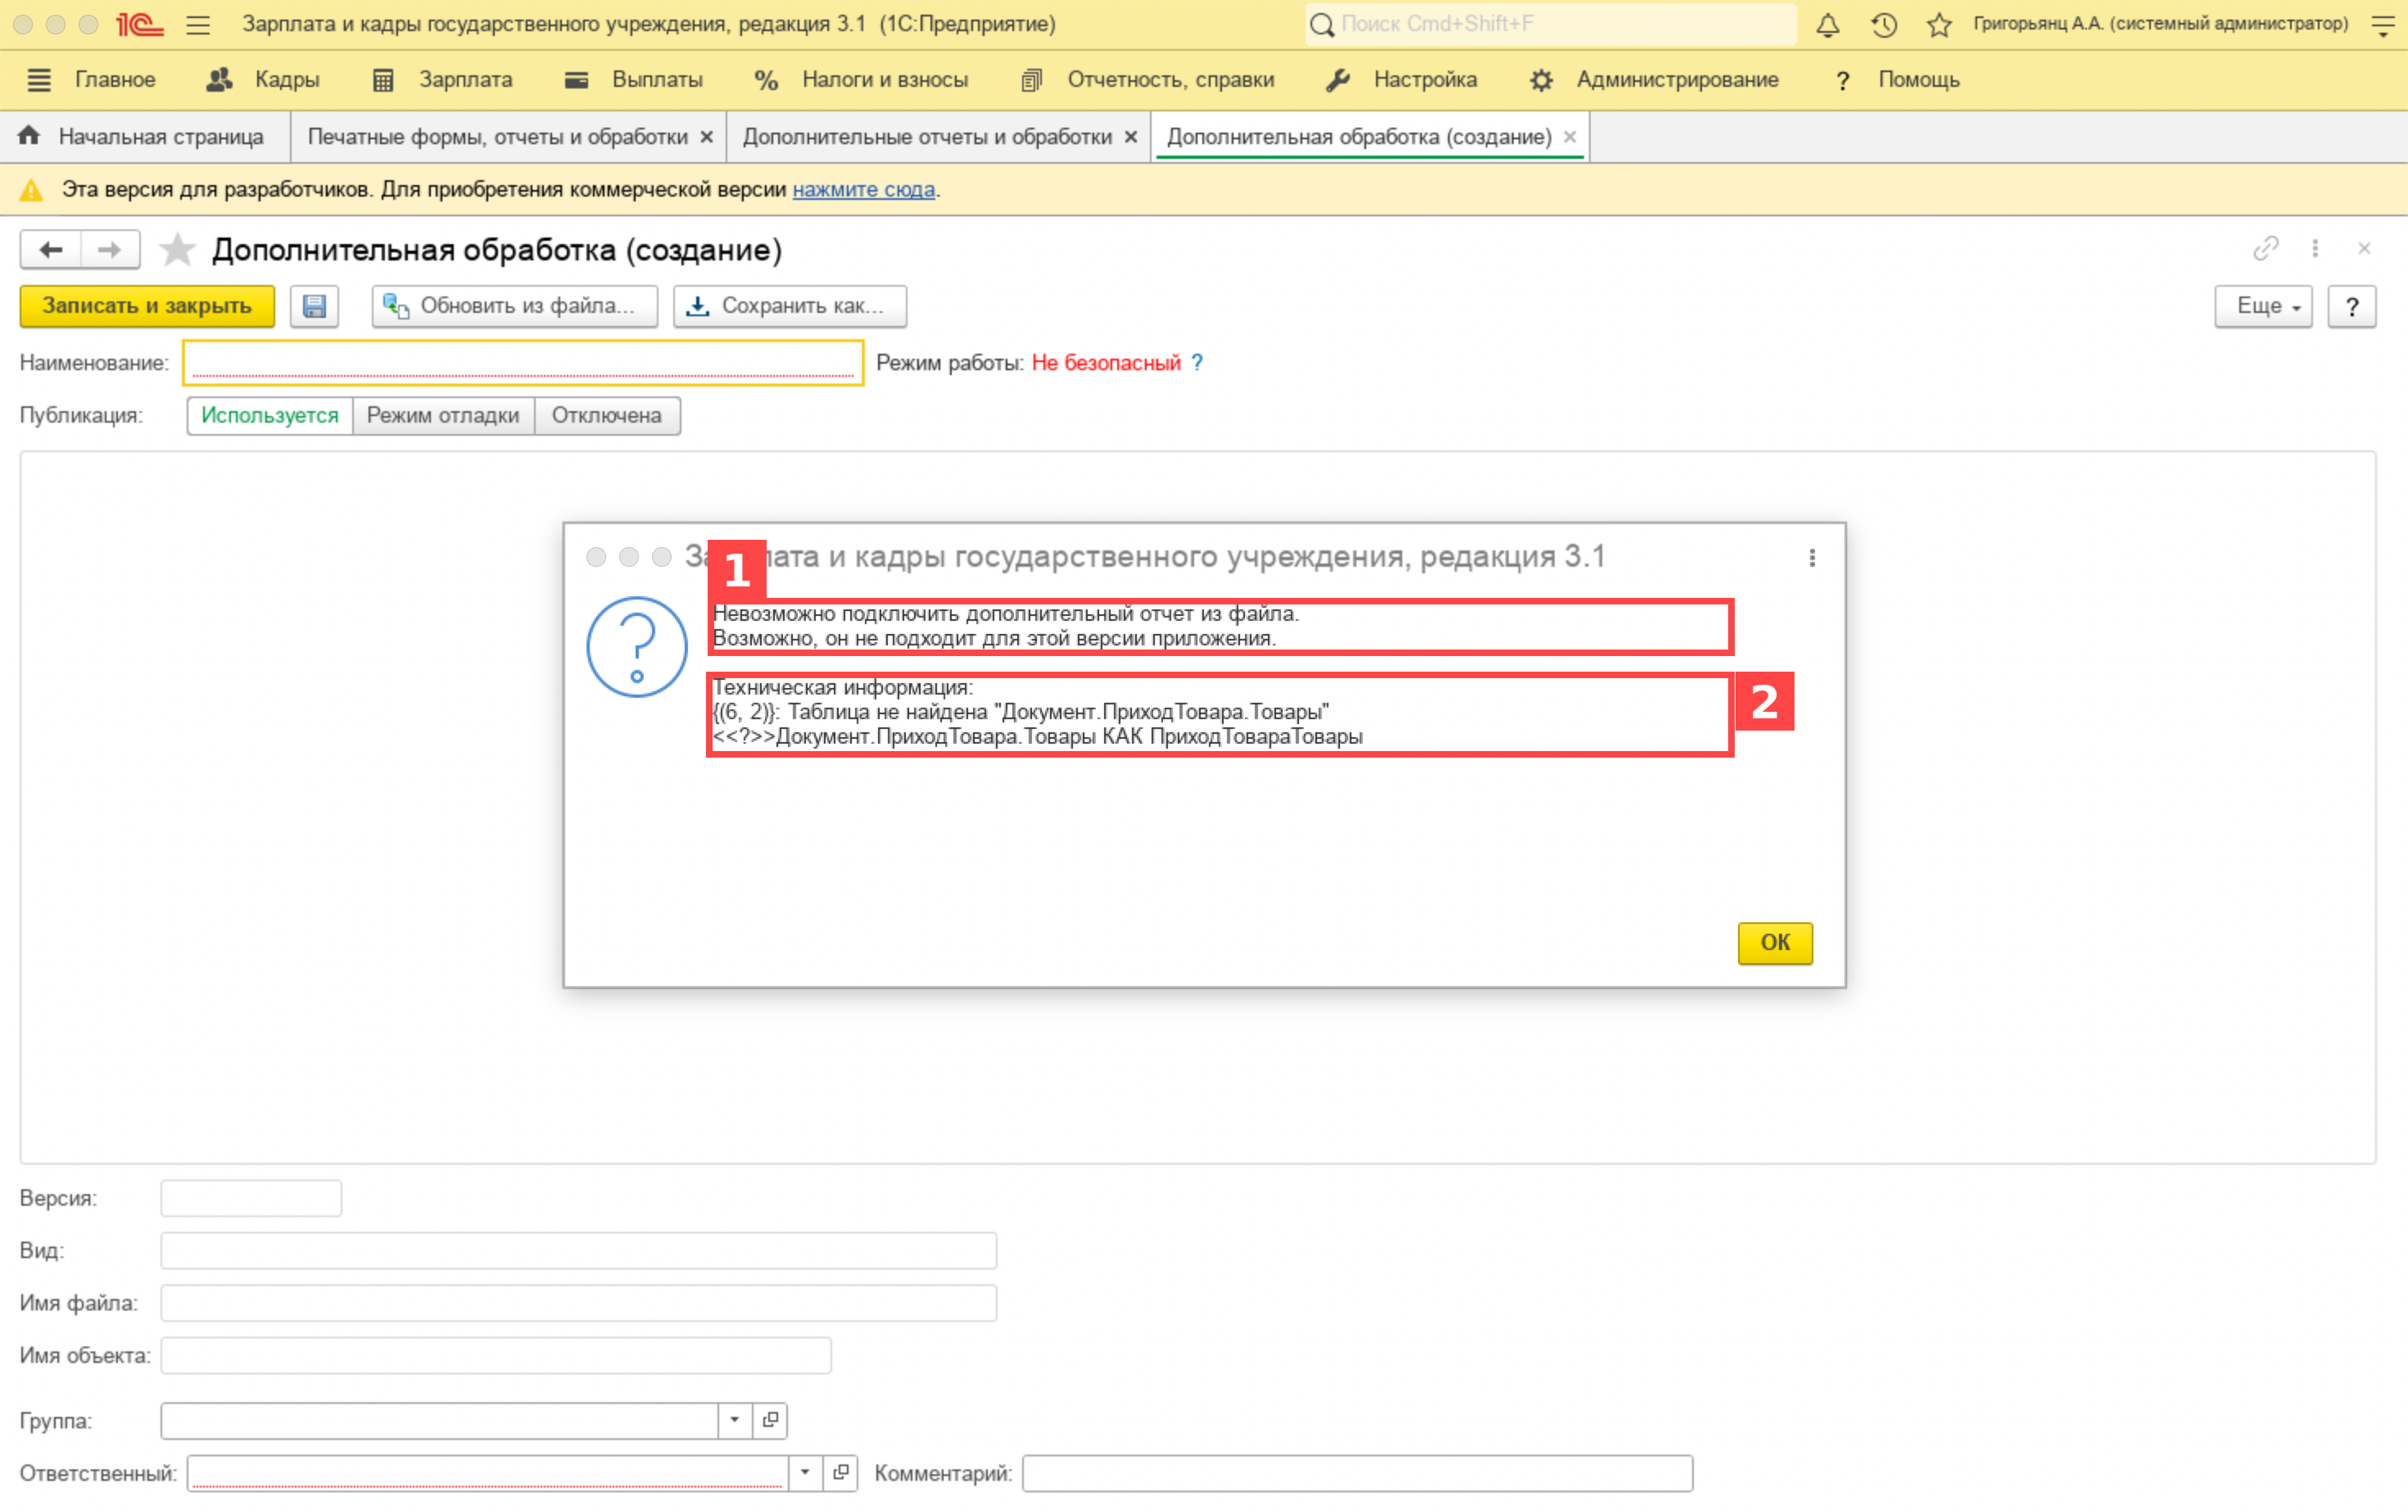 1С Зарплата и кадры государственного учреждения, редакция 3.1 (1С:Предприятие) Поиск Cmd+Shift+F Григорьянц А.А. (системный администратор)
Главное Кадры Зарплата Выплаты % Налоги и взносы Отчетность, справки Настройка Администрирование ? Помощь
Начальная страница Печатные формы, отчеты и обработки × Дополнительные отчеты и обработки × Дополнительная обработка (создание) ×
Эта версия для разработчиков. Для приобретения коммерческой версии нажмите сюда.
Дополнительная обработка (создание)
Записать и закрыть Обновить из файла... Сохранить как... Еще ?
Наименование: Режим работы: Не безопасный ?
Публикация: Используется Режим отладки Отключена
Зарплата и кадры государственного учреждения, редакция 3.1
1
Невозможно подключить дополнительный отчет из файла.
Возможно, он не подходит для этой версии приложения.
2
Техническая информация:
{(6, 2)}: Таблица не найдена "Документ.ПриходТовара.Товары"
<<?>>Документ.ПриходТовара.Товары КАК ПриходТовараТовары
ОК
Версия:
Вид:
Имя файла:
Имя объекта:
Группа:
Ответственный: Комментарий: